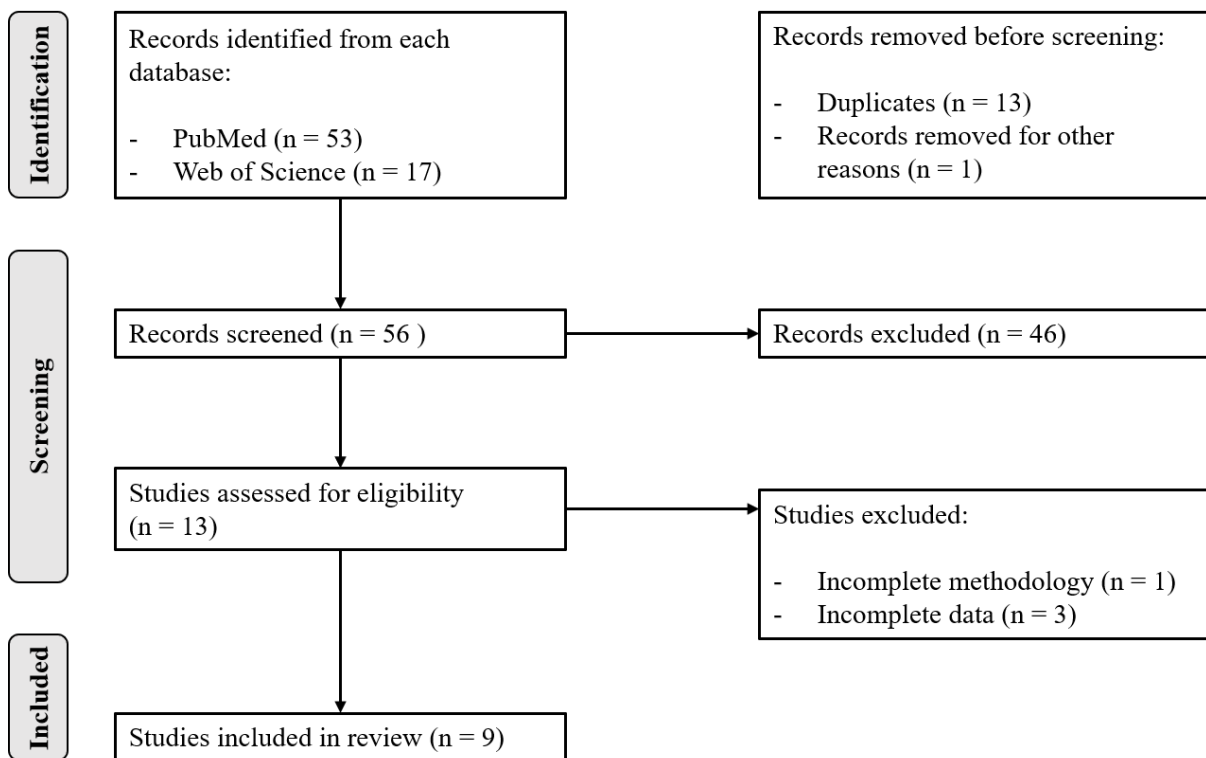 Identification
Records identified from each
database:
- PubMed (n = 53)
- Web of Science (n = 17)
Records removed before screening:
- Duplicates (n = 13)
- Records removed for other
reasons (n = 1)
Screening
Records screened (n = 56 )
Records excluded (n = 46)
Studies assessed for eligibility
(n = 13)
Studies excluded:
- Incomplete methodology (n = 1)
- Incomplete data (n = 3)
Included
Studies included in review (n = 9)